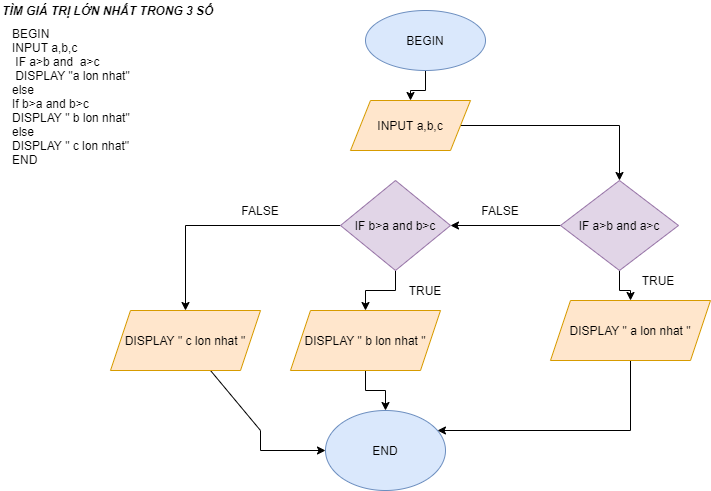 TÌM GIÁ TRỊ LỚN NHẤT TRONG 3 SỐ
BEGIN
INPUT a,b,c
IF a>b and a>c
DISPLAY "a lon nhat"
else
If b>a and b>c
DISPLAY " b lon nhat"
else
DISPLAY " c lon nhat"
END
BEGIN
INPUT a,b,c
IF a>b and a>c
FALSE
IF b>a and b>c
FALSE
TRUE
TRUE
DISPLAY " c lon nhat "
DISPLAY " b lon nhat "
DISPLAY " a lon nhat "
END